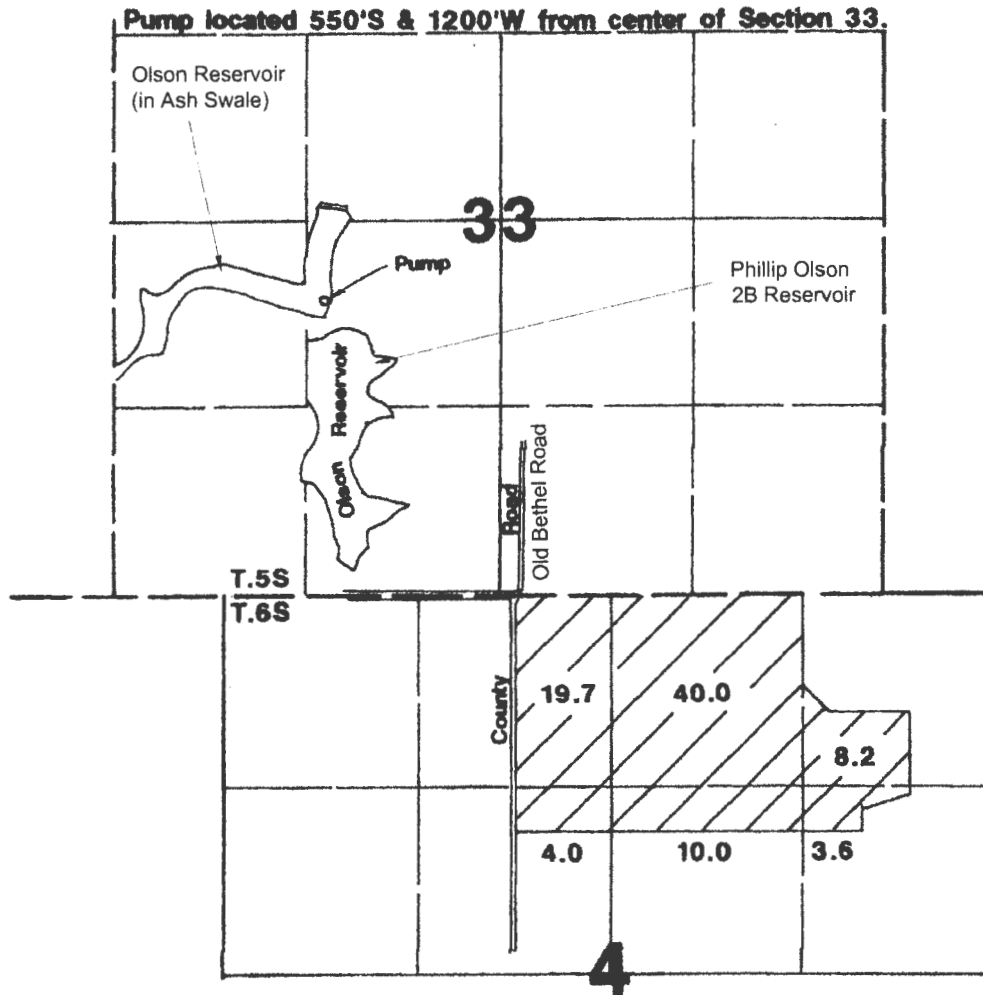 Pump located 550'S & 1200'W from center of Section 33.
Olson Reservoir
(in Ash Swale)
33
Pump
Phillip Olson
2B Reservoir
Olson Reservoir
Road
Old Bethel Road
T.5S
T.6S
County
19.7
40.0
8.2
4.0
10.0
3.6
4